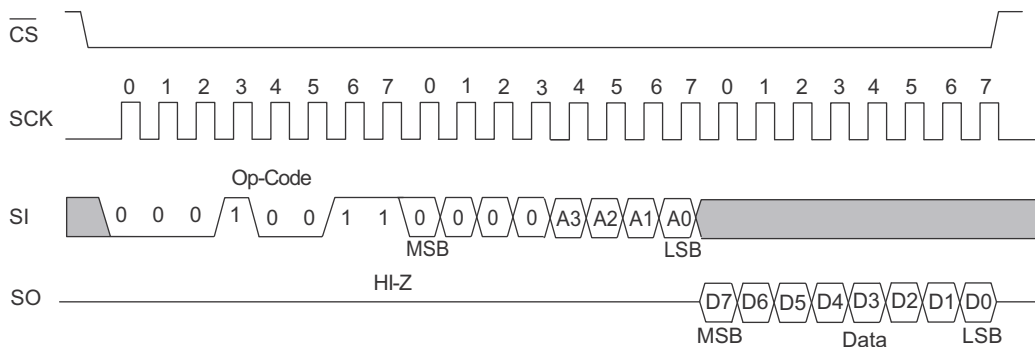 CS
0 1 2 3 4 5 6 7 0 1 2 3 4 5 6 7 0 1 2 3 4 5 6 7
SCK
Op-Code
SI 0 0 0 1 0 0 1 1 0 0 0 0 A3 A2 A1 A0
MSB LSB
HI-Z
SO D7 D6 D5 D4 D3 D2 D1 D0
MSB Data LSB